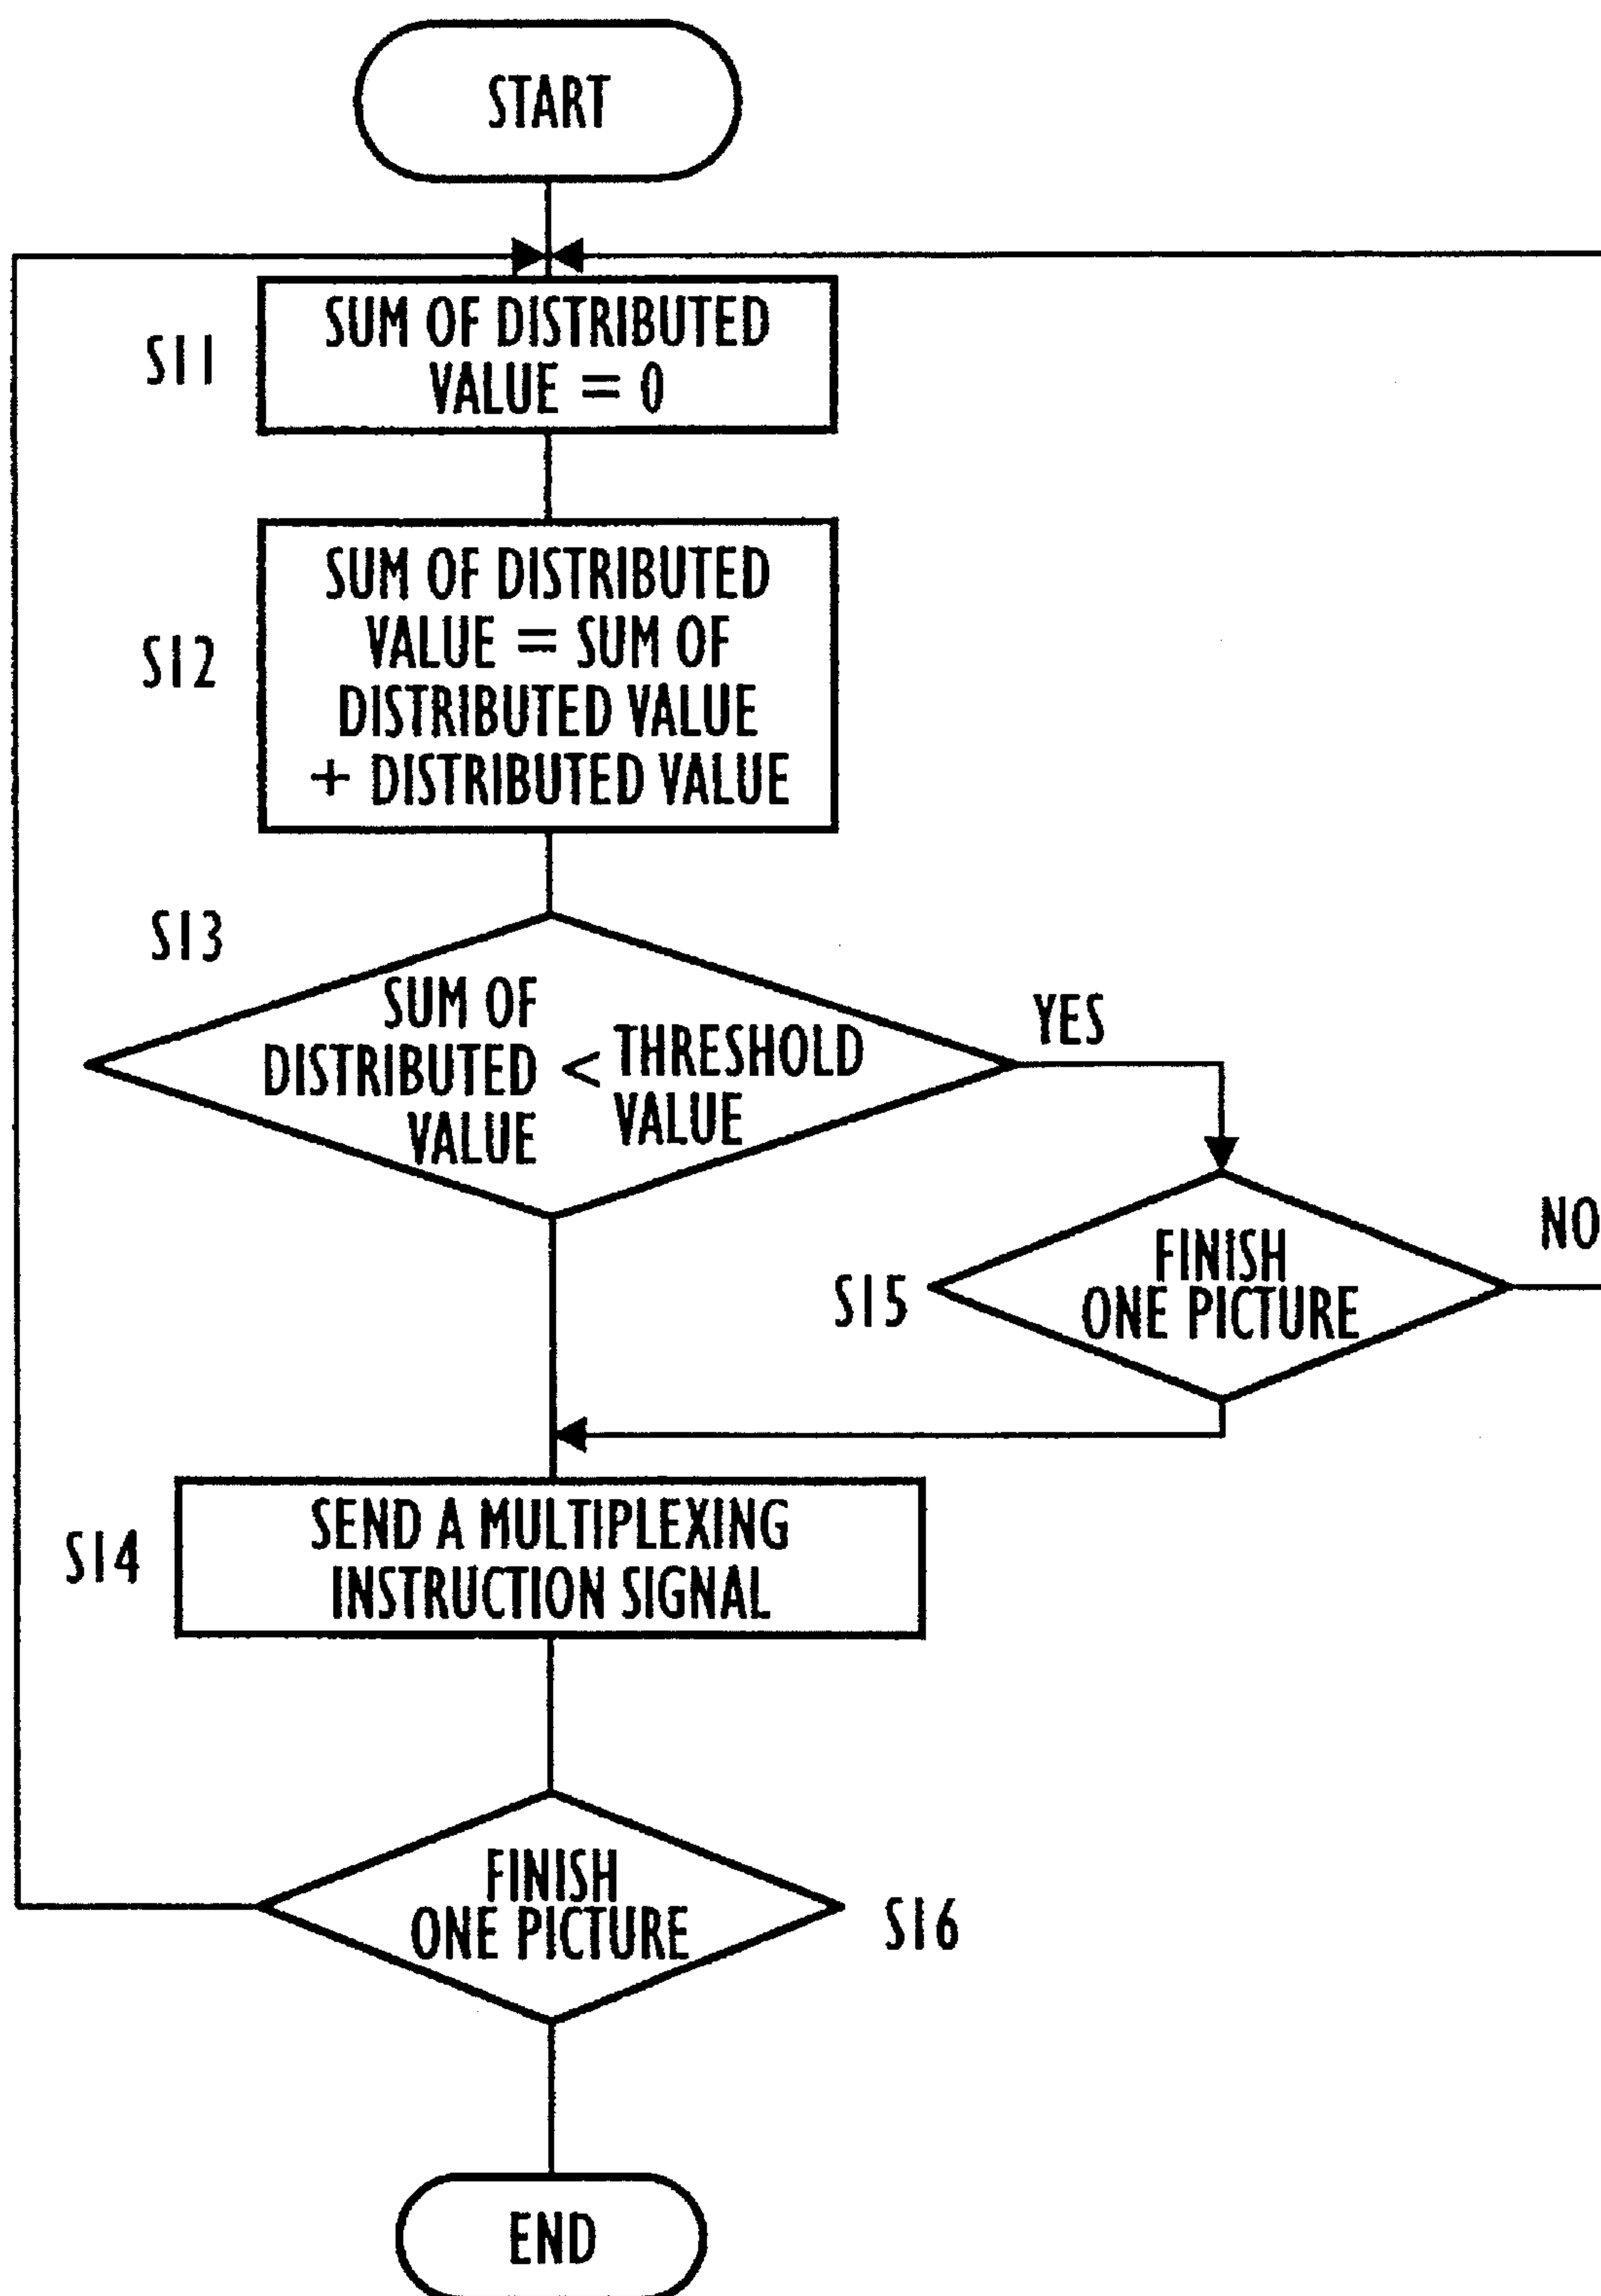 START
S11
SUM OF DISTRIBUTED
VALUE = 0
S12
SUM OF DISTRIBUTED
VALUE = SUM OF
DISTRIBUTED VALUE
+ DISTRIBUTED VALUE
S13
SUM OF
DISTRIBUTED
VALUE
<
THRESHOLD
VALUE
YES
S15
FINISH
ONE PICTURE
NO
S14
SEND A MULTIPLEXING
INSTRUCTION SIGNAL
FINISH
ONE PICTURE
S16
END